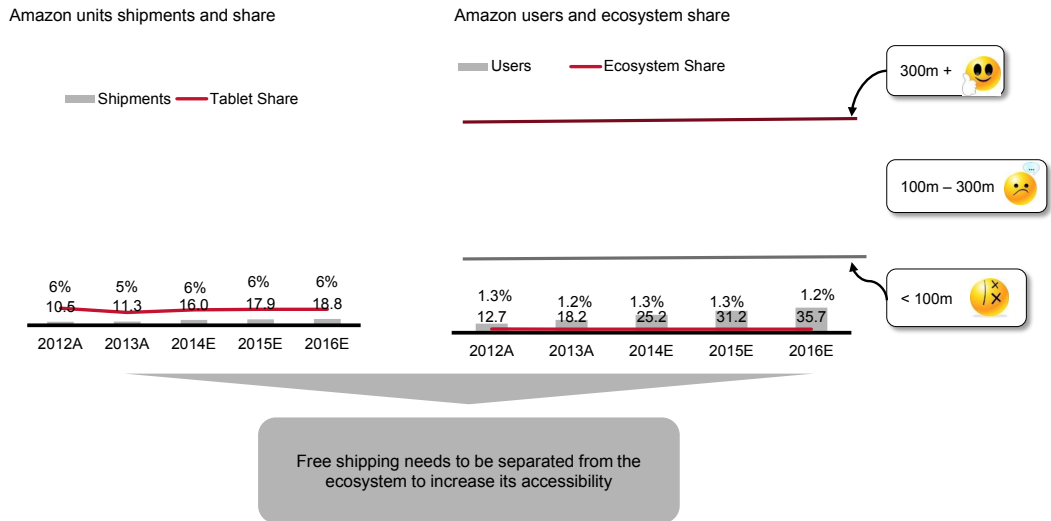 Amazon units shipments and share
Shipments
Tablet Share
6%
5%
6%
6%
6%
10.5
11.3
16.0
17.9
18.8
2012A
2013A
2014E
2015E
2016E
Amazon users and ecosystem share
Users
Ecosystem Share
1.3%
1.2%
1.3%
1.3%
1.2%
12.7
18.2
25.2
31.2
35.7
2012A
2013A
2014E
2015E
2016E
300m +
100m – 300m
...
< 100m
Free shipping needs to be separated from the
ecosystem to increase its accessibility